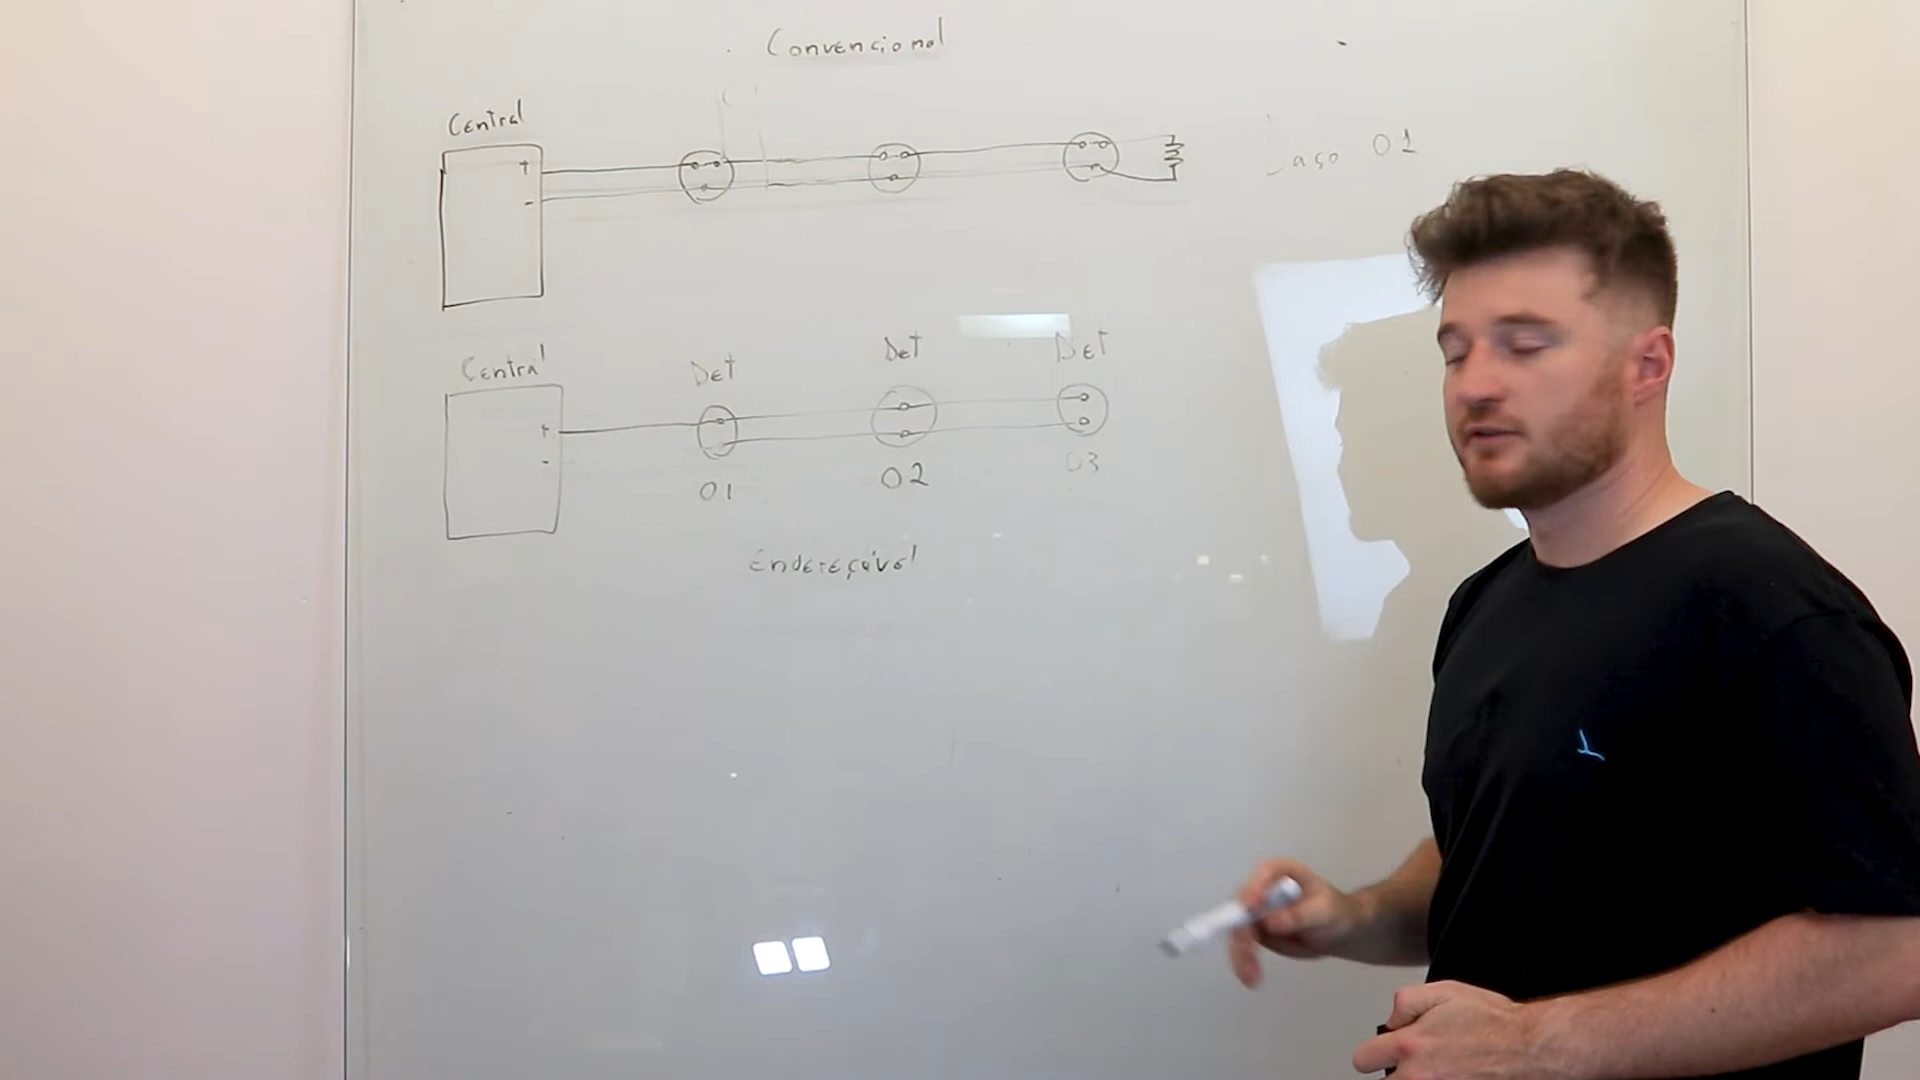 Convencional
Central
+
-
Laço 01
Central
Det
Det
Det
+
-
01
02
03
Endereçável